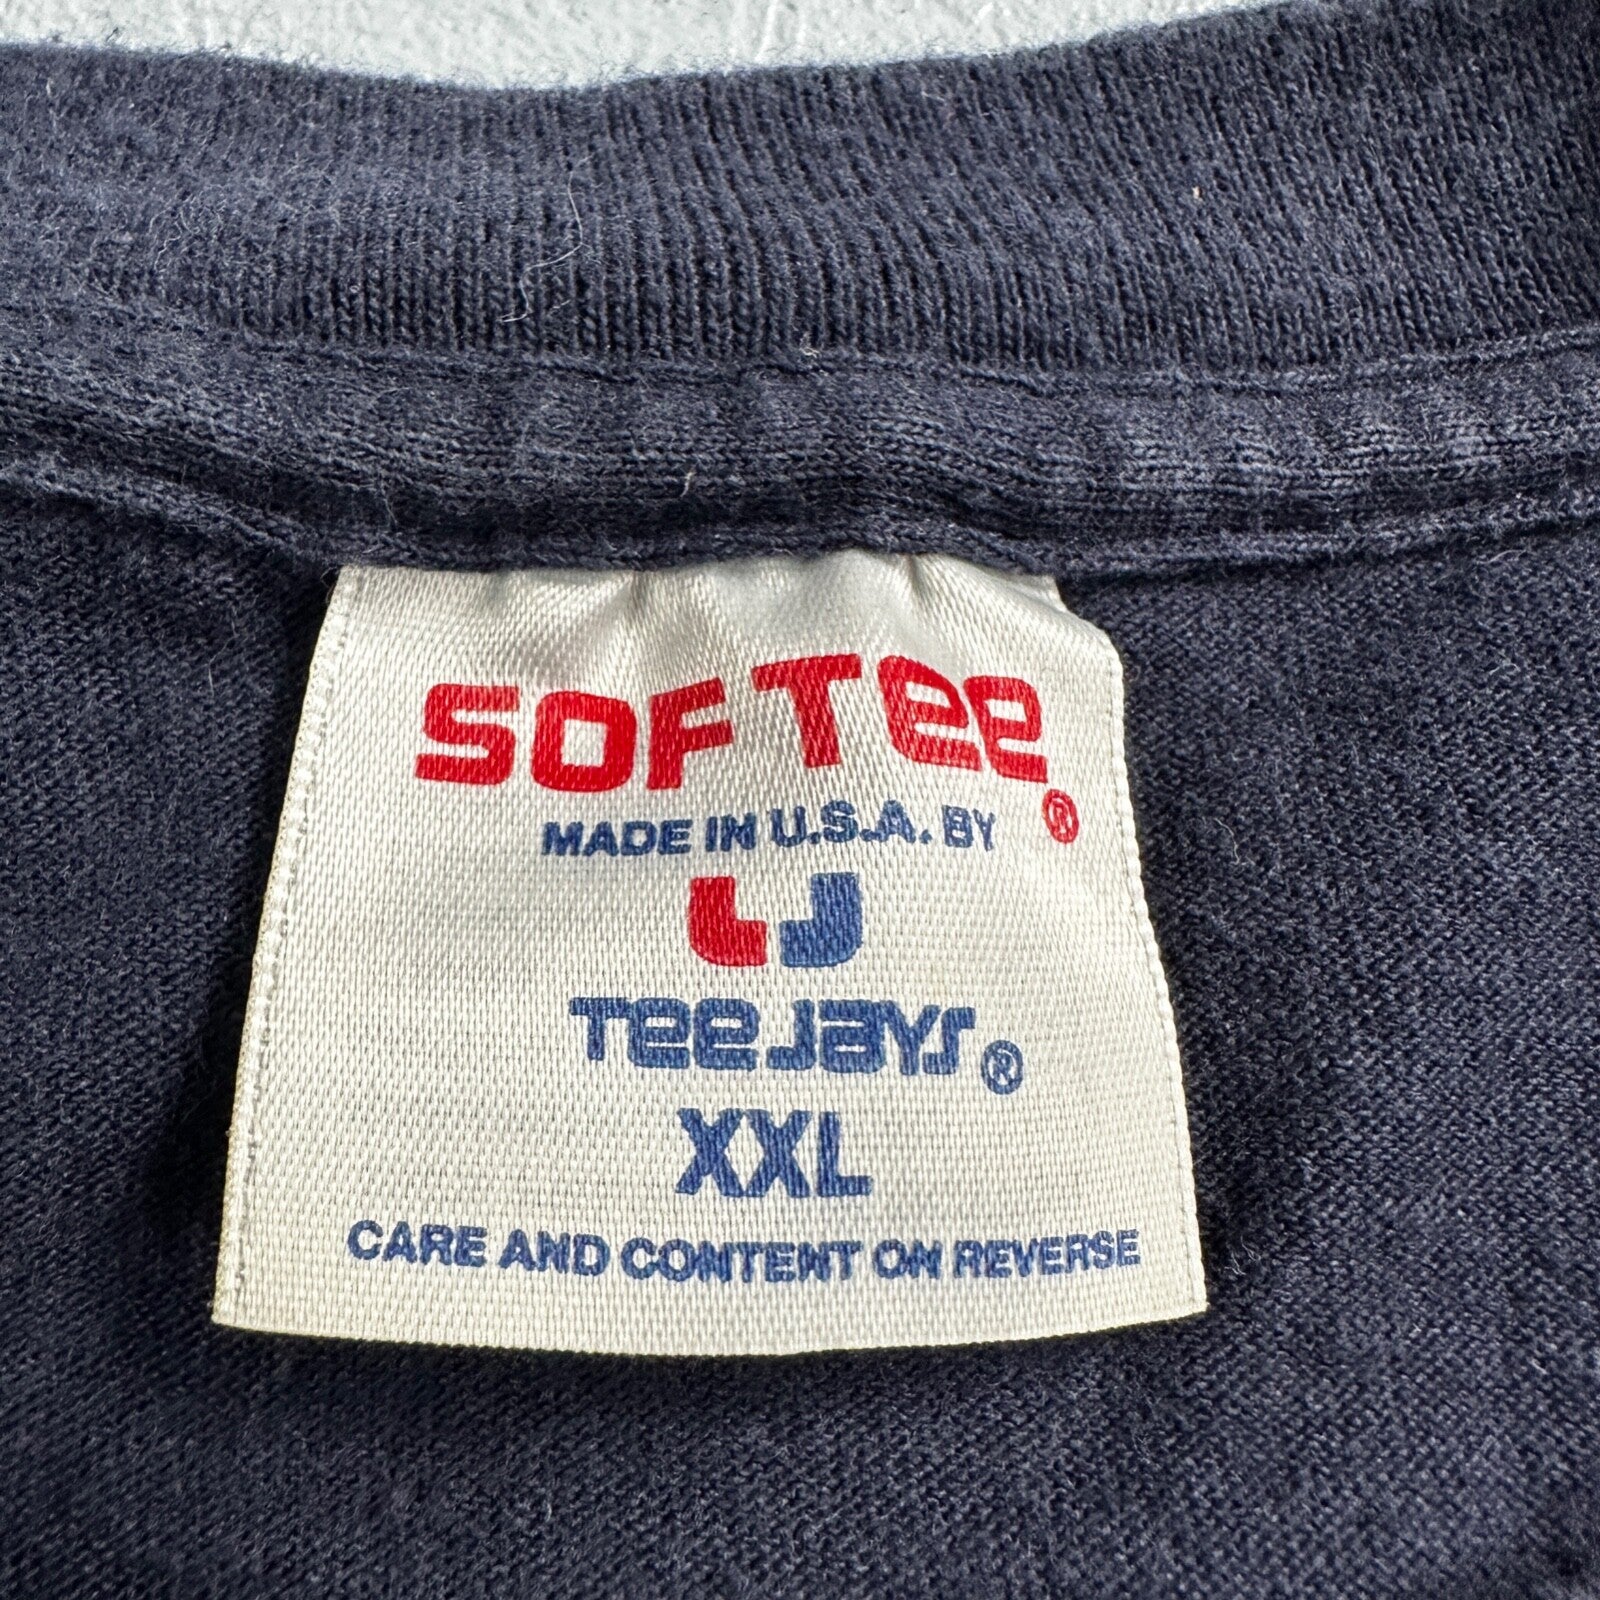 SOFTee®
MADE IN U.S.A. BY
TeeJays®
XXL
CARE AND CONTENT ON REVERSE